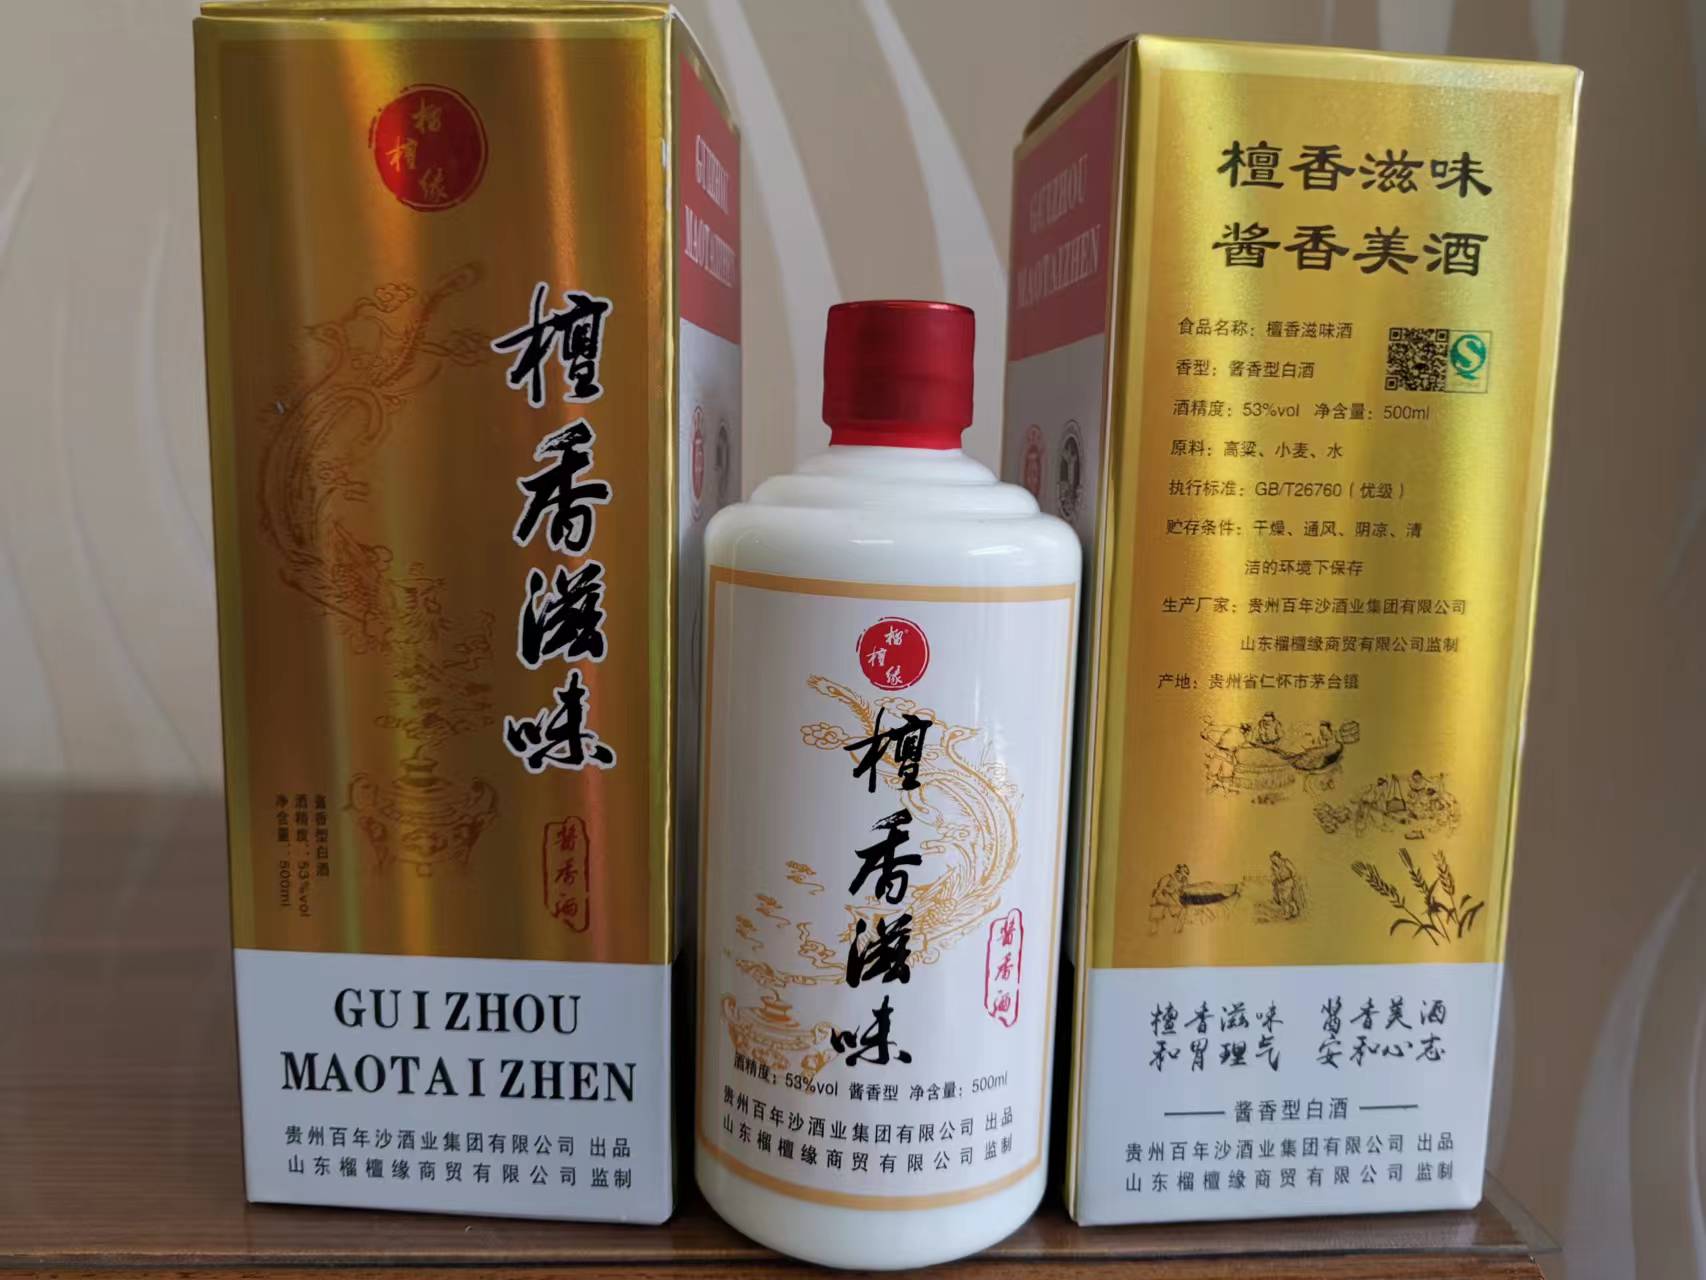 榴檀缘
檀香滋味
酱香酒
酱香型白酒
酒精度：53%vol
净含量：500ml
GUIZHOU
MAOTAIZHEN
贵州百年沙酒业集团有限公司 出品
山东榴檀缘商贸有限公司 监制
GUIZHOU
MAOTAIZHEN
榴檀缘
檀香滋味
酱香酒
酒精度：53%vol 酱香型 净含量：500ml
贵州百年沙酒业集团有限公司 出品
山东榴檀缘商贸有限公司 监制
GUIZHOU
MAOTAIZHEN
檀香滋味
酱香美酒
食品名称：檀香滋味酒
香型：酱香型白酒
酒精度：53%vol 净含量：500ml
原料：高粱、小麦、水
执行标准：GB/T26760（优级）
贮存条件：干燥、通风、阴凉、清
洁的环境下保存
生产厂家：贵州百年沙酒业集团有限公司
山东榴檀缘商贸有限公司监制
产地：贵州省仁怀市茅台镇
檀香滋味 酱香美酒
和胃理气 安和心志
酱香型白酒
贵州百年沙酒业集团有限公司 出品
山东榴檀缘商贸有限公司 监制